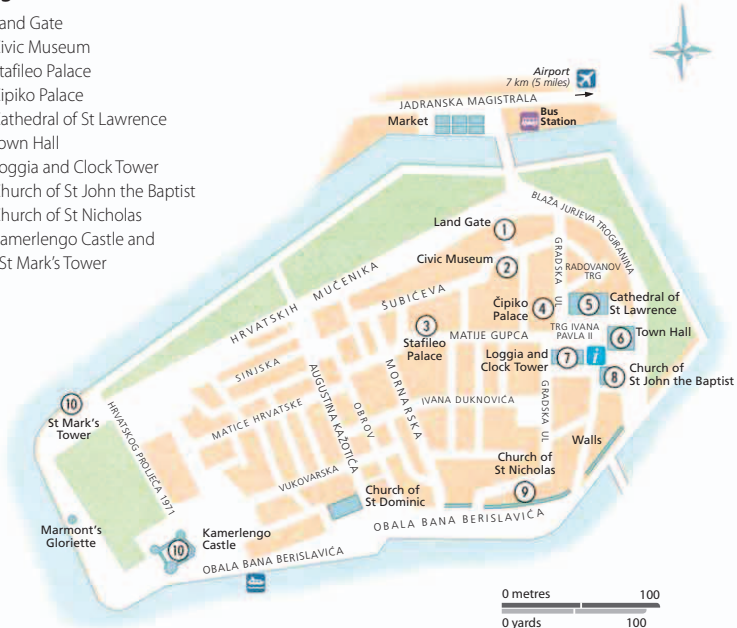 and Gate
ivic Museum
tafileo Palace
ipiko Palace
athedral of St Lawrence
own Hall
oggia and Clock Tower
hurch of St John the Baptist
hurch of St Nicholas
amerlengo Castle and
St Mark's Tower
Airport
7 km (5 miles)
JADRANSKA MAGISTRALA
Market
Bus
Station
BLAŽA JURJEVA TROGIRANINA
Land Gate
1
Civic Museum
2
GRADSKA UL
RADOVANOV
TRG
HRVATSKIH MUČENIKA
ŠUBIĆEVA
Čipiko
Palace
4
5
Cathedral of
St Lawrence
3
Stafileo
Palace
MATIJE GUPCA
TRG IVANA
PAVLA II
6
Town Hall
Loggia and
Clock Tower
7
i
8
Church of
St John the Baptist
SINJSKA
AUGUSTINA KAŽOTIĆA
MORNARSKA
OBROV
IVANA DUKNOVIĆA
GRADSKA UL
10
St Mark's
Tower
HRVATSKOG PROLJEĆA 1971
MATICE HRVATSKE
Walls
VUKOVARSKA
Church of
St Nicholas
9
Church of
St Dominic
OBALA BANA BERISLAVIĆA
Marmont's
Gloriette
10
Kamerlengo
Castle
OBALA BANA BERISLAVIĆA
0 metres 100
0 yards 100